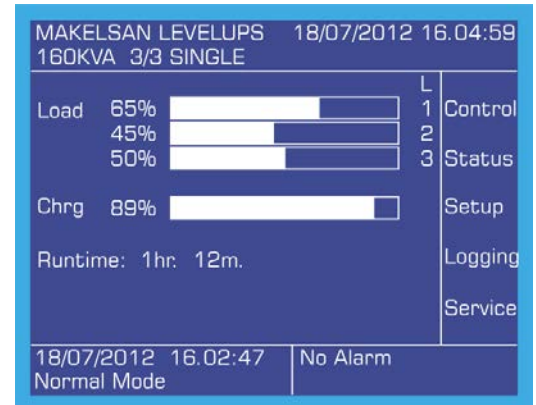 MAKELSAN LEVELUPS 18/07/2012 16.04:59
160KVA 3/3 SINGLE
L
Load 65% 1 Control
45% 2
50% 3 Status
Chrg 89% Setup
Runtime: 1hr. 12m. Logging
Service
18/07/2012 16.02:47 No Alarm
Normal Mode